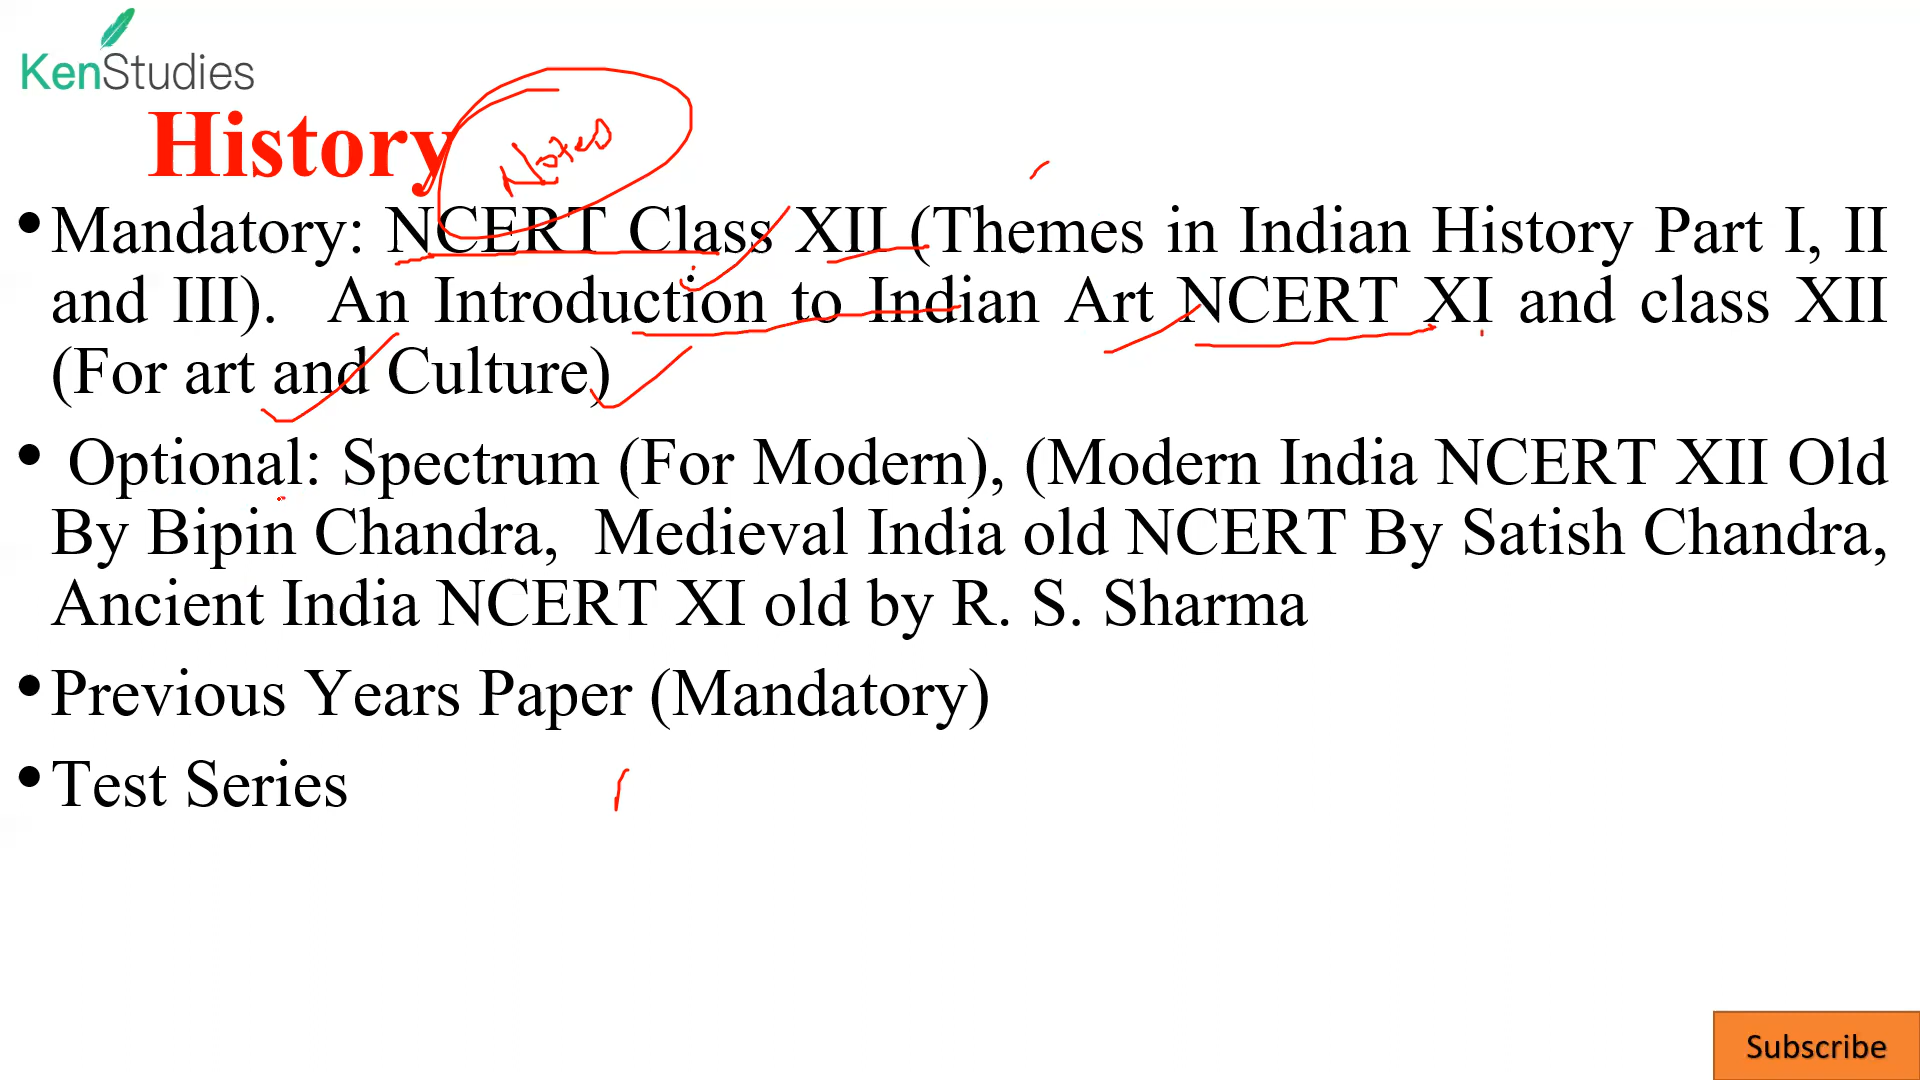 KenStudies
History
Notes
•Mandatory: NCERT Class XII (Themes in Indian History Part I, II
and III). An Introduction to Indian Art NCERT XI and class XII
(For art and Culture)
• Optional: Spectrum (For Modern), (Modern India NCERT XII Old
By Bipin Chandra, Medieval India old NCERT By Satish Chandra,
Ancient India NCERT XI old by R. S. Sharma
•Previous Years Paper (Mandatory)
•Test Series
Subscribe